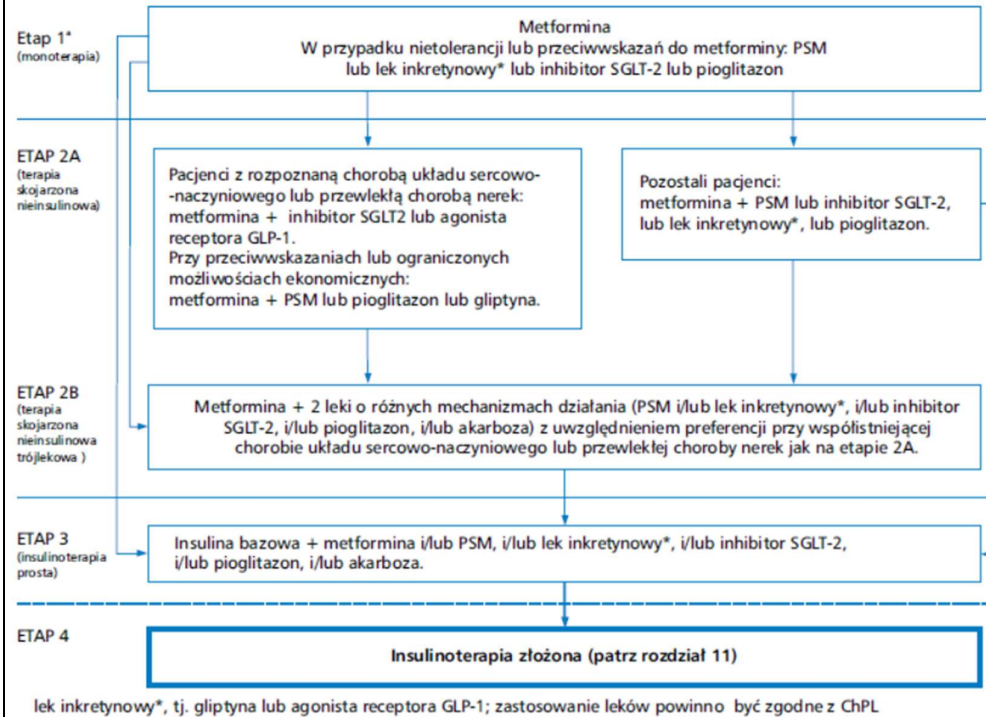 Etap 1*
(monoterapia)
Metformina
W przypadku nietolerancji lub przeciwwskazań do metforminy: PSM
lub lek inkretynowy* lub inhibitor SGLT-2 lub pioglitazon
ETAP 2A
(terapia
skojarzona
nieinsulinowa)
Pacjenci z rozpoznaną chorobą układu sercowo-
-naczyniowego lub przewlekłą chorobą nerek:
metformina + inhibitor SGLT2 lub agonista
receptora GLP-1.
Przy przeciwwskazaniach lub ograniczonych
możliwościach ekonomicznych:
metformina + PSM lub pioglitazon lub gliptyna.
Pozostali pacjenci:
metformina + PSM lub inhibitor SGLT-2,
lub lek inkretynowy*, lub pioglitazon.
ETAP 2B
(terapia
skojarzona
nieinsulinowa
trójlekowa )
Metformina + 2 leki o różnych mechanizmach działania (PSM i/lub lek inkretynowy*, i/lub inhibitor
SGLT-2, i/lub pioglitazon, i/lub akarboza) z uwzględnieniem preferencji przy współistniejącej
chorobie układu sercowo-naczyniowego lub przewlekłej choroby nerek jak na etapie 2A.
ETAP 3
(insulinoterapia
prosta)
Insulina bazowa + metformina i/lub PSM, i/lub lek inkretynowy*, i/lub inhibitor SGLT-2,
i/lub pioglitazon, i/lub akarboza.
ETAP 4
Insulinoterapia złożona (patrz rozdział 11)
lek inkretynowy*, tj. gliptyna lub agonista receptora GLP-1; zastosowanie leków powinno być zgodne z ChPL